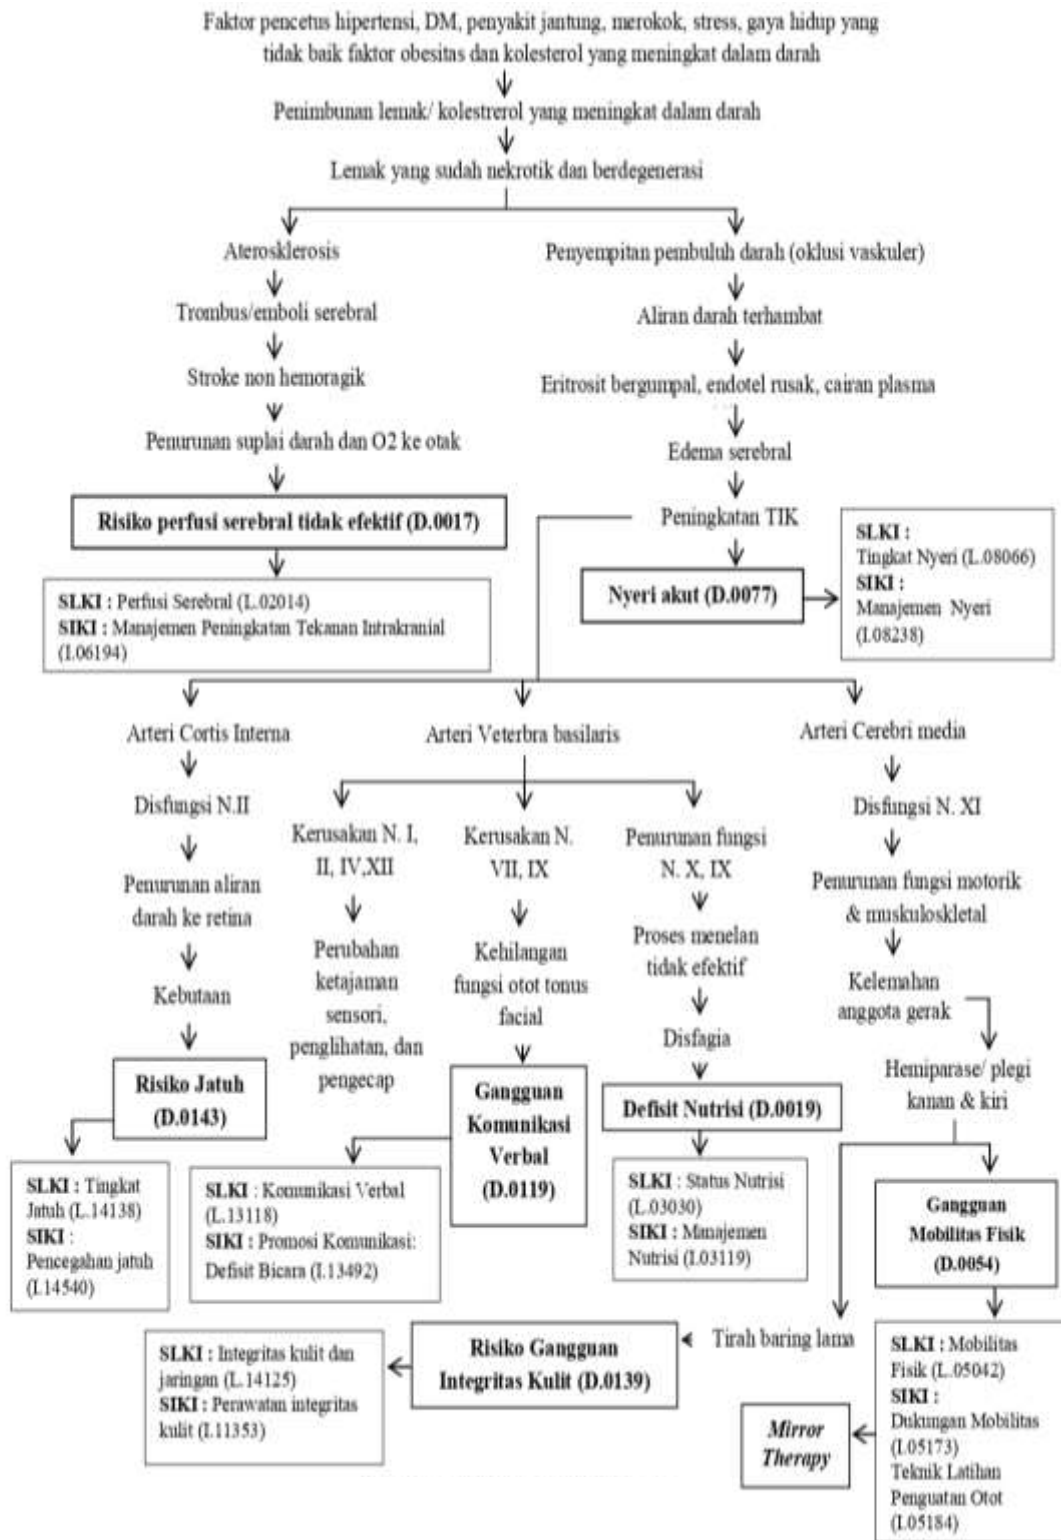 Faktor pencetus hipertensi, DM, penyakit jantung, merokok, stress, gaya hidup yang
tidak baik faktor obesitas dan kolesterol yang meningkat dalam darah
Penimbunan lemak/ kolestrerol yang meningkat dalam darah
Lemak yang sudah nekrotik dan berdegenerasi
Aterosklerosis
Trombus/emboli serebral
Stroke non hemoragik
Penurunan suplai darah dan O2 ke otak
Risiko perfusi serebral tidak efektif (D.0017)
SLKI : Perfusi Serebral (L.02014)
SIKI : Manajemen Peningkatan Tekanan Intrakranial
(I.06194)
Penyempitan pembuluh darah (oklusi vaskuler)
Aliran darah terhambat
Eritrosit bergumpal, endotel rusak, cairan plasma
Edema serebral
Peningkatan TIK
Nyeri akut (D.0077)
SLKI :
Tingkat Nyeri (L.08066)
SIKI :
Manajemen Nyeri
(I.08238)
Arteri Cortis Interna
Disfungsi N.II
Penurunan aliran
darah ke retina
Kebutaan
Risiko Jatuh
(D.0143)
SLKI : Tingkat
Jatuh (L.14138)
SIKI :
Pencegahan jatuh
(I.14540)
Arteri Veterbra basilaris
Kerusakan N. I,
II, IV,XII
Perubahan
ketajaman
sensori,
penglihatan, dan
pengecap
Kerusakan N.
VII, IX
Kehilangan
fungsi otot tonus
facial
Gangguan
Komunikasi
Verbal
(D.0119)
SLKI : Komunikasi Verbal
(L.13118)
SIKI : Promosi Komunikasi:
Defisit Bicara (I.13492)
Penurunan fungsi
N. X, IX
Proses menelan
tidak efektif
Disfagia
Defisit Nutrisi (D.0019)
SLKI : Status Nutrisi
(L.03030)
SIKI : Manajemen
Nutrisi (I.03119)
Arteri Cerebri media
Disfungsi N. XI
Penurunan fungsi motorik
& muskuloskletal
Kelemahan
anggota gerak
Hemiparase/ plegi
kanan & kiri
Gangguan
Mobilitas Fisik
(D.0054)
SLKI : Mobilitas
Fisik (L.05042)
SIKI :
Dukungan Mobilitas
(I.05173)
Teknik Latihan
Penguatan Otot
(I.05184)
Mirror
Therapy
Tirah baring lama
Risiko Gangguan
Integritas Kulit (D.0139)
SLKI : Integritas kulit dan
jaringan (L.14125)
SIKI : Perawatan integritas
kulit (I.11353)